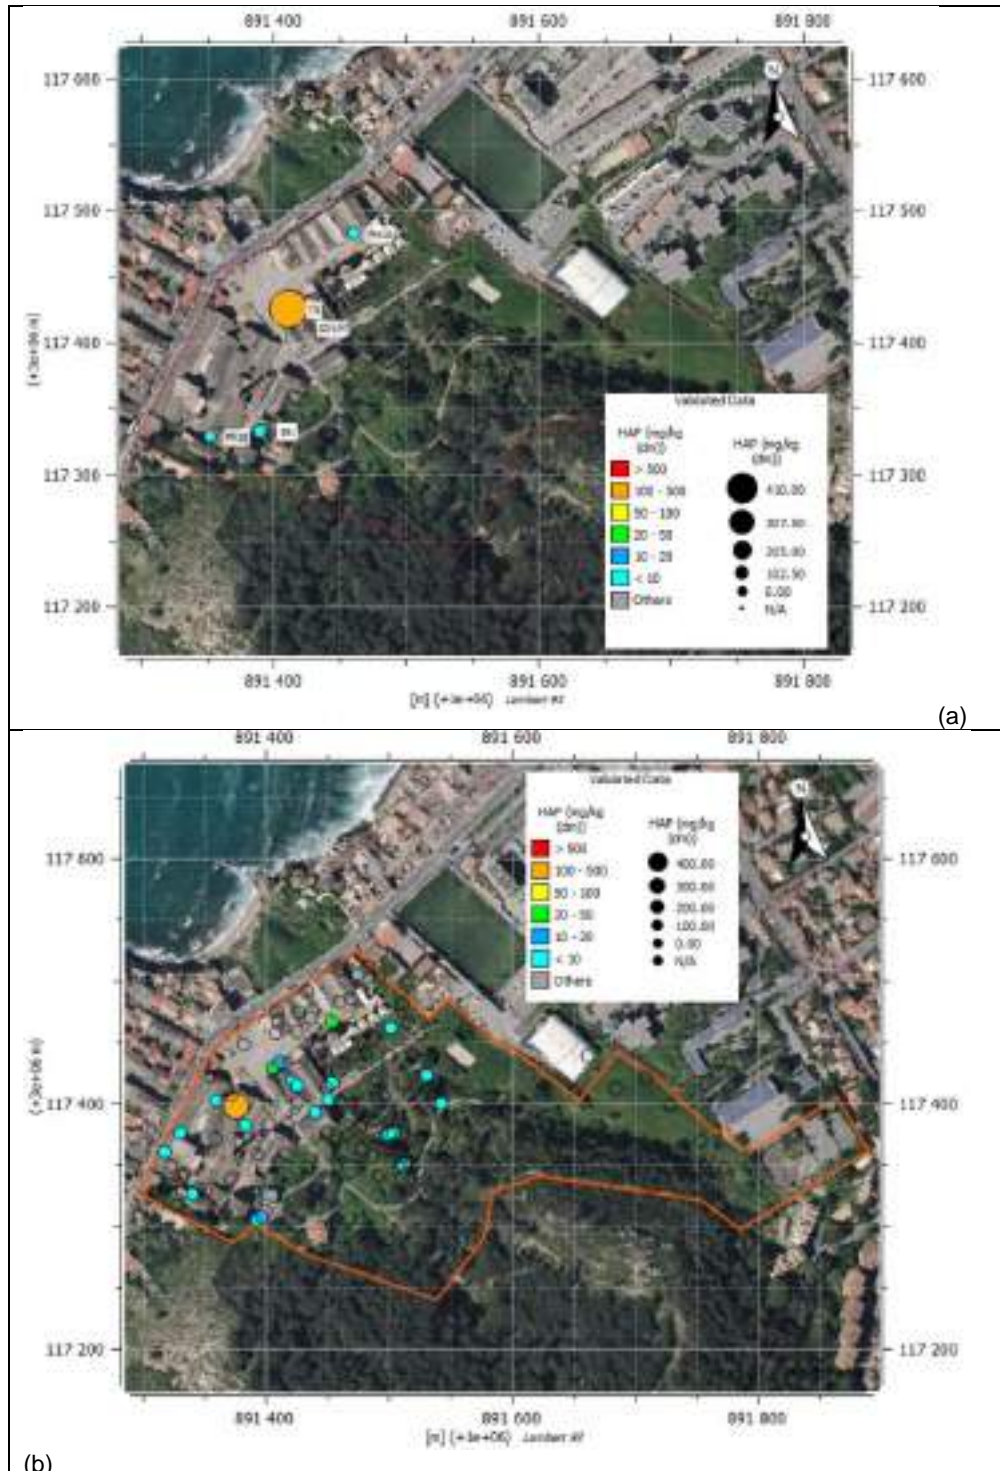 891 400 891 600 891 800
117 600 117 600
N
117 500 117 500
117 400 117 400
Validated Data
HAP (mg/kg (dm)) HAP (mg/kg (dm))
> 500 410.00
100 - 500 307.50
50 - 100 205.00
20 - 50 102.50
10 - 20 0.00
< 10 N/A
Others
117 300
117 200 117 200
891 400 891 600 891 800
[m] (+3e+06)
(a)
891 400 891 600 891 800
Validated Data
N
HAP (mg/kg (dm)) HAP (mg/kg (dm))
> 500 400.00
100 - 500 300.00
50 - 100 200.00
20 - 50 100.00
10 - 20 0.00
< 10 N/A
Others
117 600 117 600
117 400 117 400
117 200 117 200
891 400 891 600 891 800
(b)